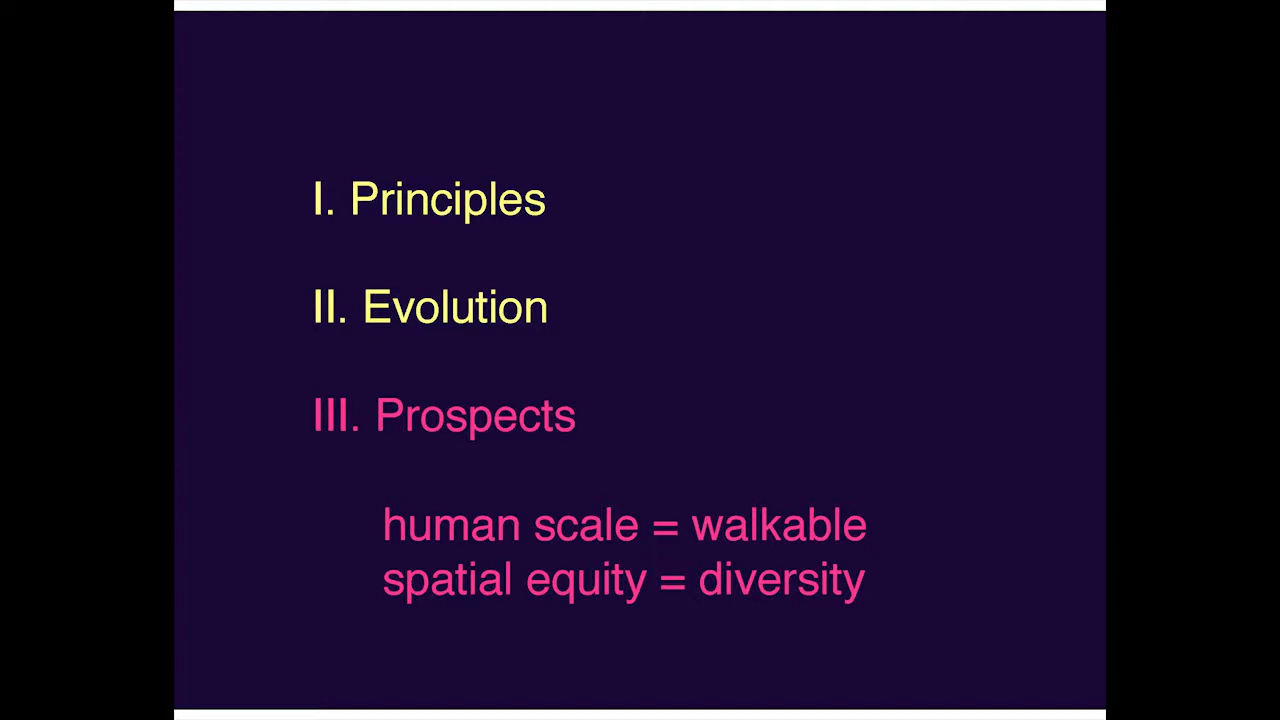 I. Principles
II. Evolution
III. Prospects
human scale = walkable
spatial equity = diversity